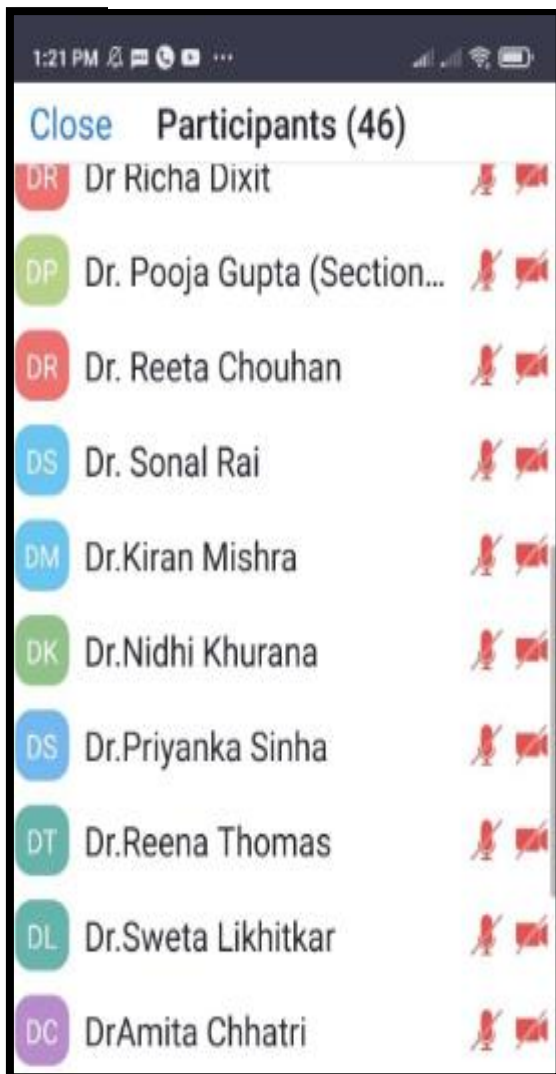 1:21 PM ...
Close Participants (46)
DR Dr Richa Dixit
DP Dr. Pooja Gupta (Section...
DR Dr. Reeta Chouhan
DS Dr. Sonal Rai
DM Dr.Kiran Mishra
DK Dr.Nidhi Khurana
DS Dr.Priyanka Sinha
DT Dr.Reena Thomas
DL Dr.Sweta Likhitkar
DC DrAmita Chhatri